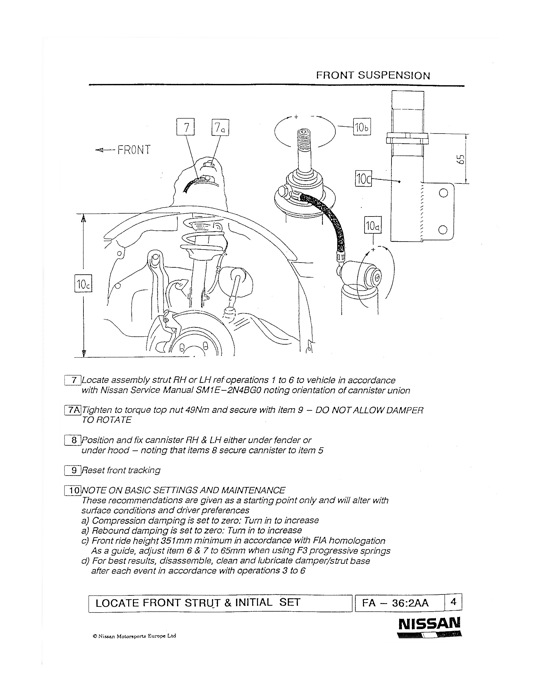 FRONT SUSPENSION
7 7a 10b
FRONT
65
10c
10a
10c
7 Locate assembly strut RH or LH ref operations 1 to 6 to vehicle in accordance
with Nissan Service Manual SM1E-2N4BG0 noting orientation of cannister union
7A Tighten to torque top nut 49Nm and secure with item 9 – DO NOT ALLOW DAMPER
TO ROTATE
8 Position and fix cannister RH & LH either under fender or
under hood – noting that items 8 secure cannister to item 5
9 Reset front tracking
10 NOTE ON BASIC SETTINGS AND MAINTENANCE
These recommendations are given as a starting point only and will alter with
surface conditions and driver preferences
a) Compression damping is set to zero: Turn in to increase
a) Rebound damping is set to zero: Turn in to increase
c) Front ride height 351mm minimum in accordance with FIA homologation
As a guide, adjust item 6 & 7 to 65mm when using F3 progressive springs
d) For best results, disassemble, clean and lubricate damper/strut base
after each event in accordance with operations 3 to 6
LOCATE FRONT STRUT & INITIAL SET FA – 36:2AA 4
NISSAN
© Nissan Motorsports Europe Ltd